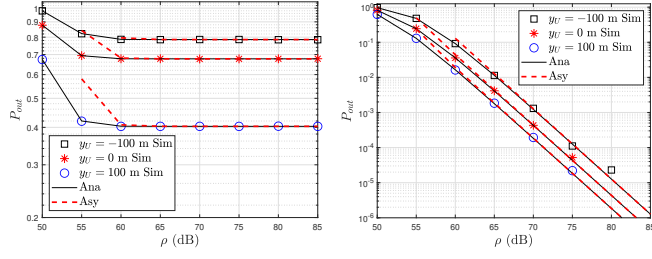 1
0.9
0.8
0.7
0.6
0.5
0.4
0.3
0.2
P_out
50 55 60 65 70 75 80 85
ρ (dB)
y_U = −100 m Sim
y_U = 0 m Sim
y_U = 100 m Sim
Ana
Asy
10^0
10^-1
10^-2
10^-3
10^-4
10^-5
10^-6
P_out
50 55 60 65 70 75 80 85
ρ (dB)
y_U = −100 m Sim
y_U = 0 m Sim
y_U = 100 m Sim
Ana
Asy